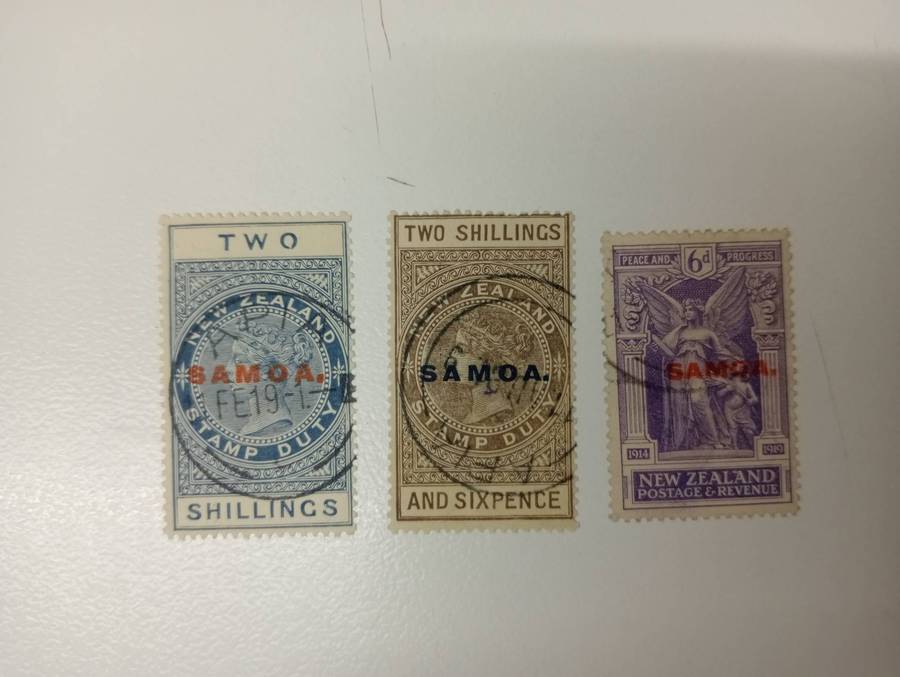 TWO
NEW ZEALAND
SAMOA.
FE19-1
STAMP DUTY
SHILLINGS
TWO SHILLINGS
NEW ZEALAND
SAMOA.
STAMP DUTY
AND SIXPENCE
PEACE AND 6d PROGRESS
SAMOA.
1914 1919
NEW ZEALAND
POSTAGE & REVENUE